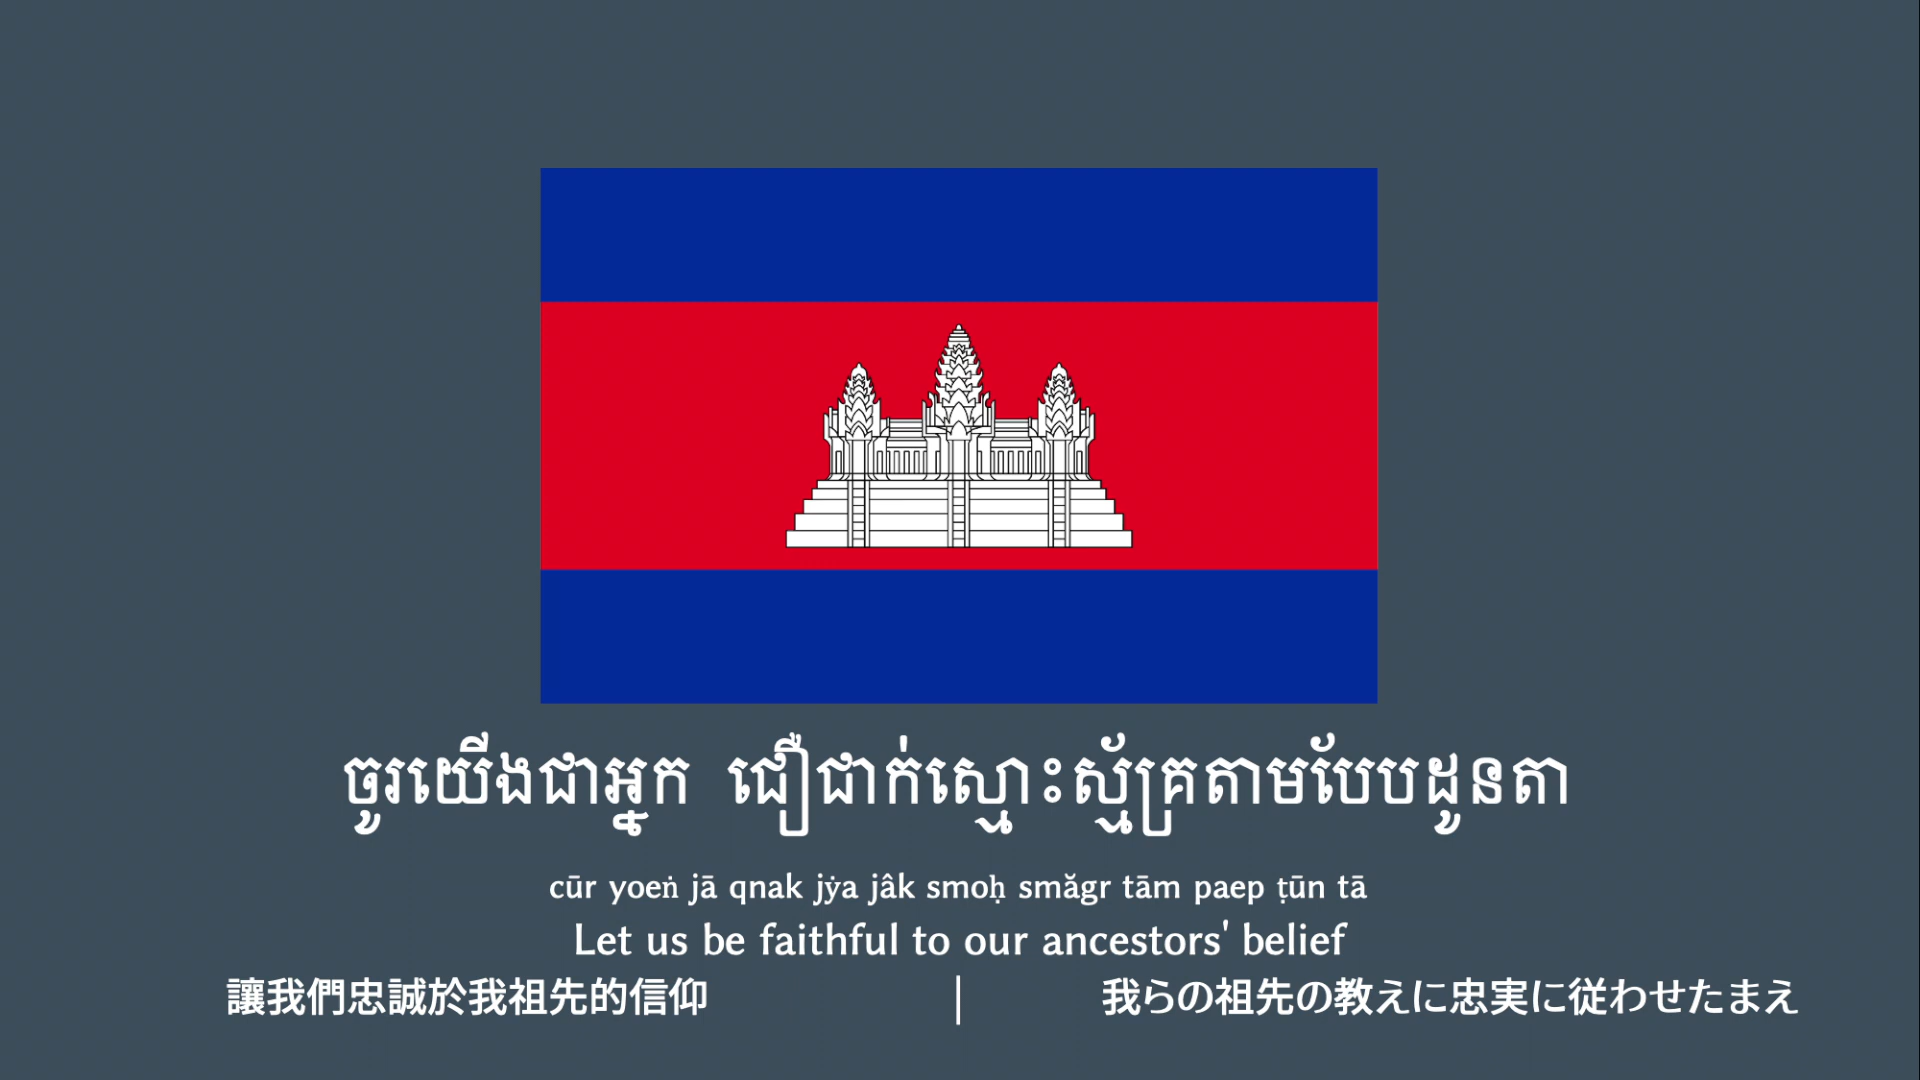 ចូរយើងជាអ្នក ជឿជាក់ស្មោះស្ម័គ្រតាមបែបដូនតា
cūr yoeṅ jā qnak jẏa jâk smoḥ smăgr tām paep ṭūn tā
Let us be faithful to our ancestors' belief
讓我們忠誠於我祖先的信仰 | 我らの祖先の教えに忠実に従わせたまえ